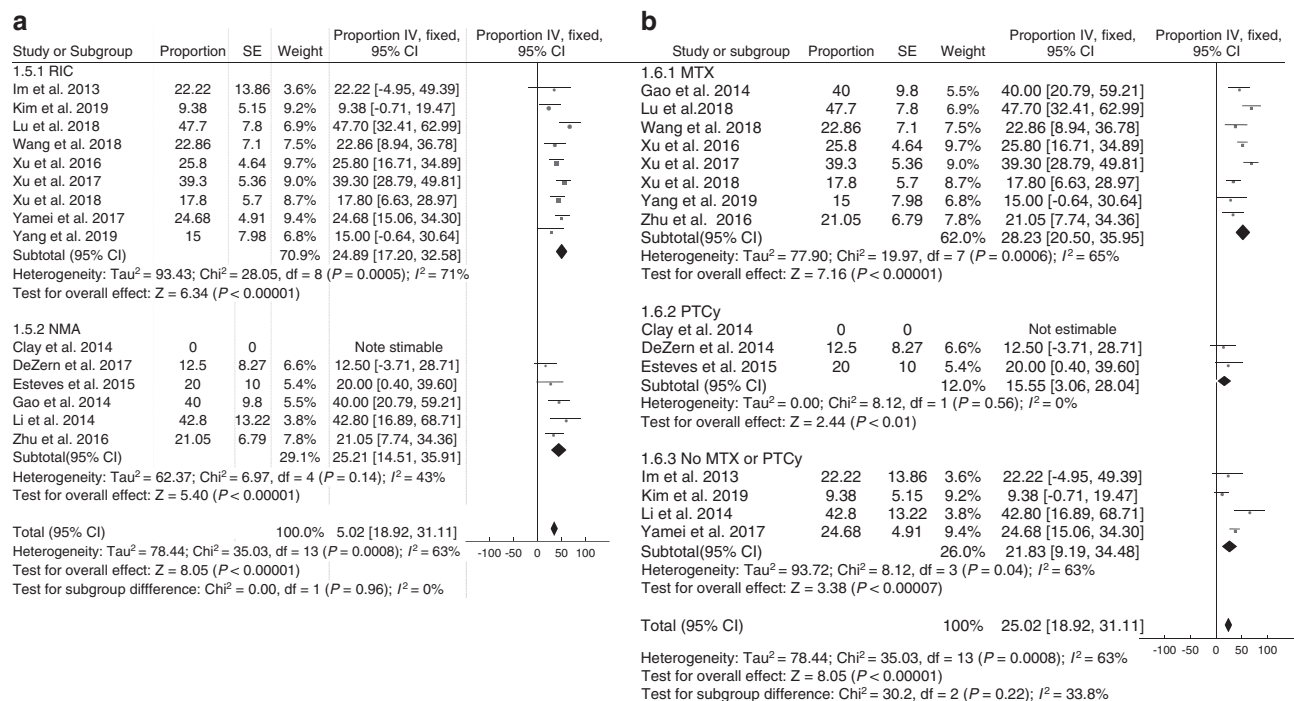 a
Study or Subgroup Proportion SE Weight Proportion IV, fixed, 95% CI Proportion IV, fixed, 95% CI
1.5.1 RIC
Im et al. 2013 22.22 13.86 3.6% 22.22 [-4.95, 49.39]
Kim et al. 2019 9.38 5.15 9.2% 9.38 [-0.71, 19.47]
Lu et al. 2018 47.7 7.8 6.9% 47.70 [32.41, 62.99]
Wang et al. 2018 22.86 7.1 7.5% 22.86 [8.94, 36.78]
Xu et al. 2016 25.8 4.64 9.7% 25.80 [16.71, 34.89]
Xu et al. 2017 39.3 5.36 9.0% 39.30 [28.79, 49.81]
Xu et al. 2018 17.8 5.7 8.7% 17.80 [6.63, 28.97]
Yamei et al. 2017 24.68 4.91 9.4% 24.68 [15.06, 34.30]
Yang et al. 2019 15 7.98 6.8% 15.00 [-0.64, 30.64]
Subtotal (95% CI) 70.9% 24.89 [17.20, 32.58]
Heterogeneity: Tau² = 93.43; Chi² = 28.05, df = 8 (P = 0.0005); I² = 71%
Test for overall effect: Z = 6.34 (P < 0.00001)
1.5.2 NMA
Clay et al. 2014 0 0 Note stimable
DeZern et al. 2017 12.5 8.27 6.6% 12.50 [-3.71, 28.71]
Esteves et al. 2015 20 10 5.4% 20.00 [0.40, 39.60]
Gao et al. 2014 40 9.8 5.5% 40.00 [20.79, 59.21]
Li et al. 2014 42.8 13.22 3.8% 42.80 [16.89, 68.71]
Zhu et al. 2016 21.05 6.79 7.8% 21.05 [7.74, 34.36]
Subtotal(95% CI) 29.1% 25.21 [14.51, 35.91]
Heterogeneity: Tau² = 62.37; Chi² = 6.97, df = 4 (P = 0.14); I² = 43%
Test for overall effect: Z = 5.40 (P < 0.00001)
Total (95% CI) 100.0% 5.02 [18.92, 31.11]
Heterogeneity: Tau² = 78.44; Chi² = 35.03, df = 13 (P = 0.0008); I² = 63%
-100 -50 0 50 100
Test for overall effect: Z = 8.05 (P < 0.00001)
Test for subgroup diffference: Chi² = 0.00, df = 1 (P = 0.96); I² = 0%
b
Study or subgroup Proportion SE Weight Proportion IV, fixed, 95% CI Proportion IV, fixed, 95% CI
1.6.1 MTX
Gao et al. 2014 40 9.8 5.5% 40.00 [20.79, 59.21]
Lu et al.2018 47.7 7.8 6.9% 47.70 [32.41, 62.99]
Wang et al. 2018 22.86 7.1 7.5% 22.86 [8.94, 36.78]
Xu et al. 2016 25.8 4.64 9.7% 25.80 [16.71, 34.89]
Xu et al. 2017 39.3 5.36 9.0% 39.30 [28.79, 49.81]
Xu et al. 2018 17.8 5.7 8.7% 17.80 [6.63, 28.97]
Yang et al. 2019 15 7.98 6.8% 15.00 [-0.64, 30.64]
Zhu et al. 2016 21.05 6.79 7.8% 21.05 [7.74, 34.36]
Subtotal(95% CI) 62.0% 28.23 [20.50, 35.95]
Heterogeneity: Tau² = 77.90; Chi² = 19.97, df = 7 (P = 0.0006); I² = 65%
Test for overall effect: Z = 7.16 (P < 0.00001)
1.6.2 PTCy
Clay et al. 2014 0 0 Not estimable
DeZern et al. 2014 12.5 8.27 6.6% 12.50 [-3.71, 28.71]
Esteves et al. 2015 20 10 5.4% 20.00 [0.40, 39.60]
Subtotal (95% CI) 12.0% 15.55 [3.06, 28.04]
Heterogeneity: Tau² = 0.00; Chi² = 8.12, df = 1 (P = 0.56); I² = 0%
Test for overall effect: Z = 2.44 (P < 0.01)
1.6.3 No MTX or PTCy
Im et al. 2013 22.22 13.86 3.6% 22.22 [-4.95, 49.39]
Kim et al. 2019 9.38 5.15 9.2% 9.38 [-0.71, 19.47]
Li et al. 2014 42.8 13.22 3.8% 42.80 [16.89, 68.71]
Yamei et al. 2017 24.68 4.91 9.4% 24.68 [15.06, 34.30]
Subtotal(95% CI) 26.0% 21.83 [9.19, 34.48]
Heterogeneity: Tau² = 93.72; Chi² = 8.12, df = 3 (P = 0.04); I² = 63%
Test for overall effect: Z = 3.38 (P < 0.00007)
Total (95% CI) 100% 25.02 [18.92, 31.11]
-100 -50 0 50 100
Heterogeneity: Tau² = 78.44; Chi² = 35.03, df = 13 (P = 0.0008); I² = 63%
Test for overall effect: Z = 8.05 (P < 0.00001)
Test for subgroup difference: Chi² = 30.2, df = 2 (P = 0.22); I² = 33.8%